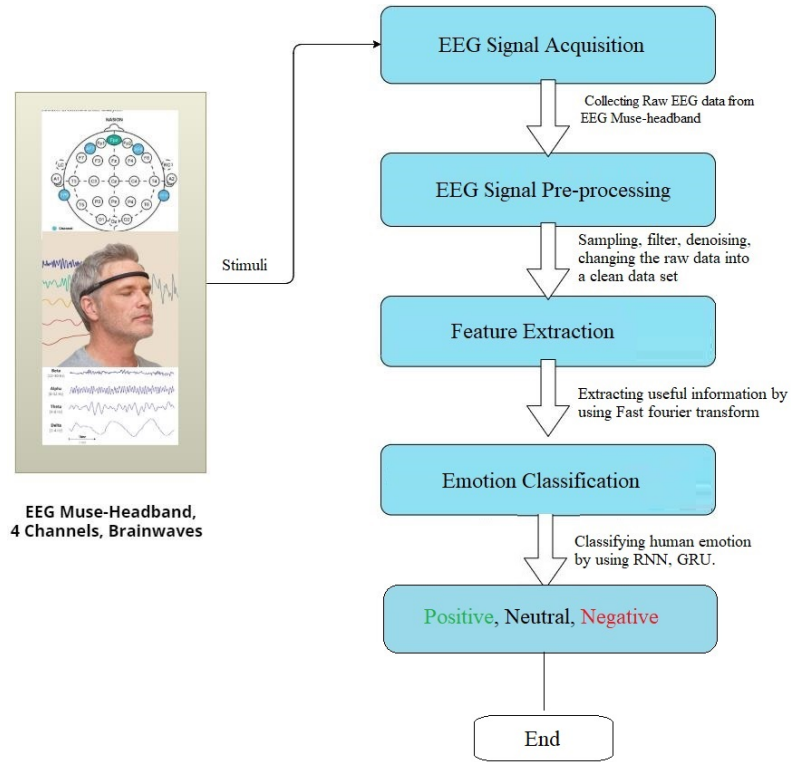 EEG Signal Acquisition
Collecting Raw EEG data from
EEG Muse-headband
EEG Signal Pre-processing
Sampling, filter, denoising,
changing the raw data into
a clean data set
Feature Extraction
Extracting useful information by
using Fast fourier transform
Emotion Classification
Classifying human emotion
by using RNN, GRU.
Positive, Neutral, Negative
End
Stimuli
NASION
Beta
Alpha
Theta
Delta
EEG Muse-Headband,
4 Channels, Brainwaves